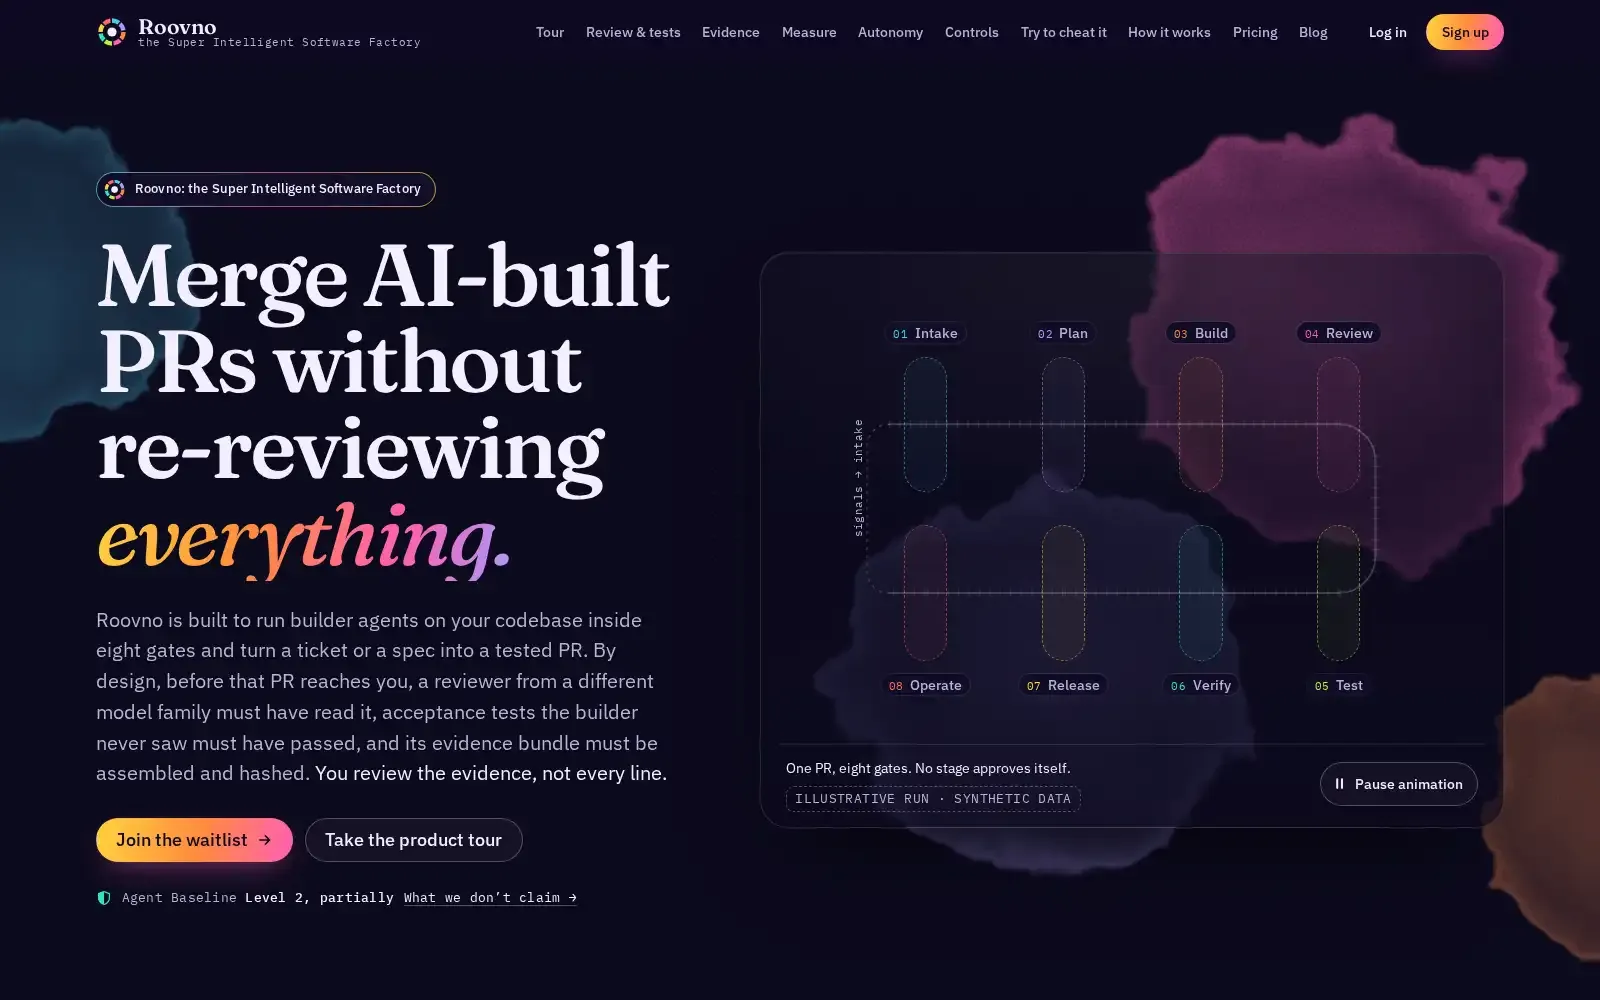 Roovno
the Super Intelligent Software Factory
Tour Review & tests Evidence Measure Autonomy Controls Try to cheat it How it works Pricing Blog Log in Sign up
Roovno: the Super Intelligent Software Factory
Merge AI-built
PRs without
re-reviewing
everything.
Roovno is built to run builder agents on your codebase inside
eight gates and turn a ticket or a spec into a tested PR. By
design, before that PR reaches you, a reviewer from a different
model family must have read it, acceptance tests the builder
never saw must have passed, and its evidence bundle must be
assembled and hashed. You review the evidence, not every line.
Join the waitlist →
Take the product tour
Agent Baseline Level 2, partially What we don’t claim →
01 Intake
02 Plan
03 Build
04 Review
signals → intake
08 Operate
07 Release
06 Verify
05 Test
One PR, eight gates. No stage approves itself.
ILLUSTRATIVE RUN · SYNTHETIC DATA
Pause animation